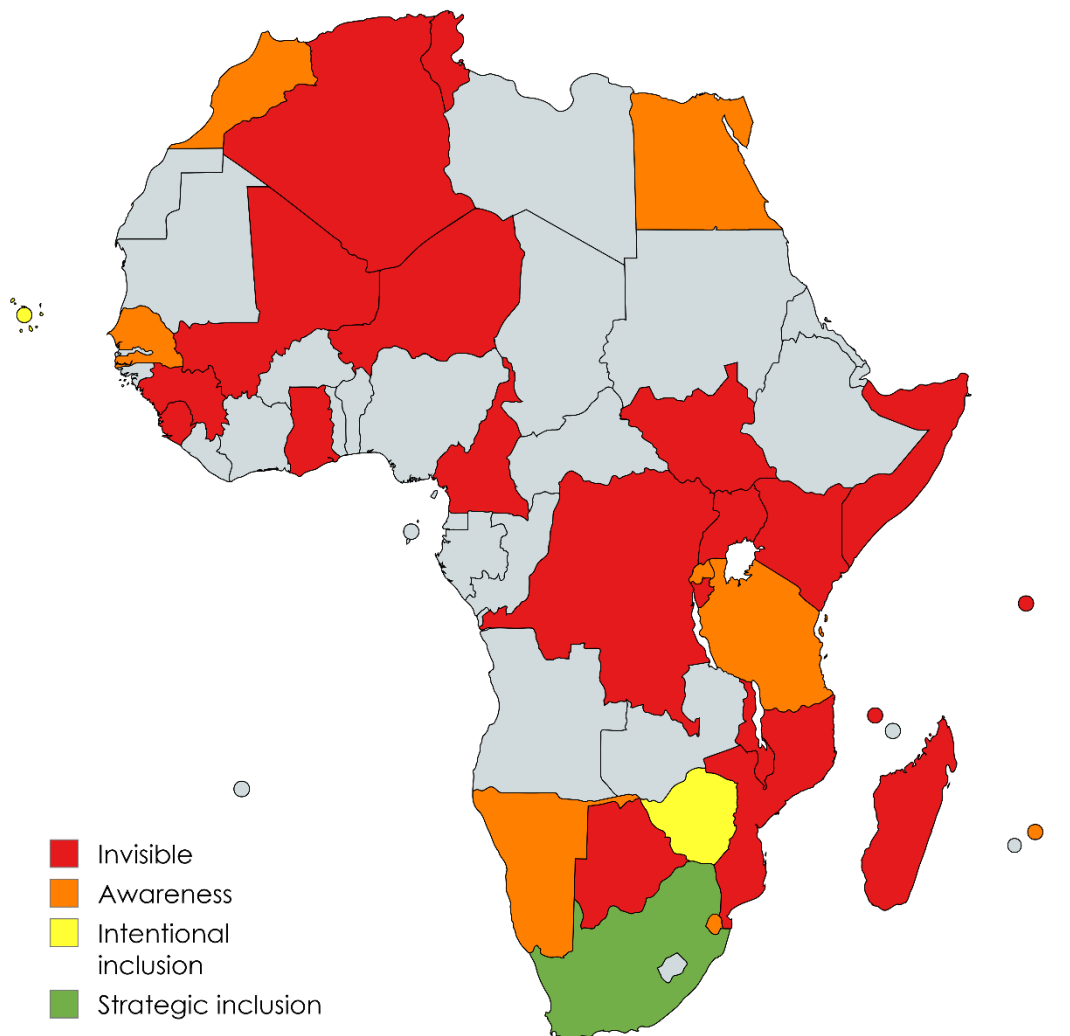 Invisible
Awareness
Intentional
inclusion
Strategic inclusion